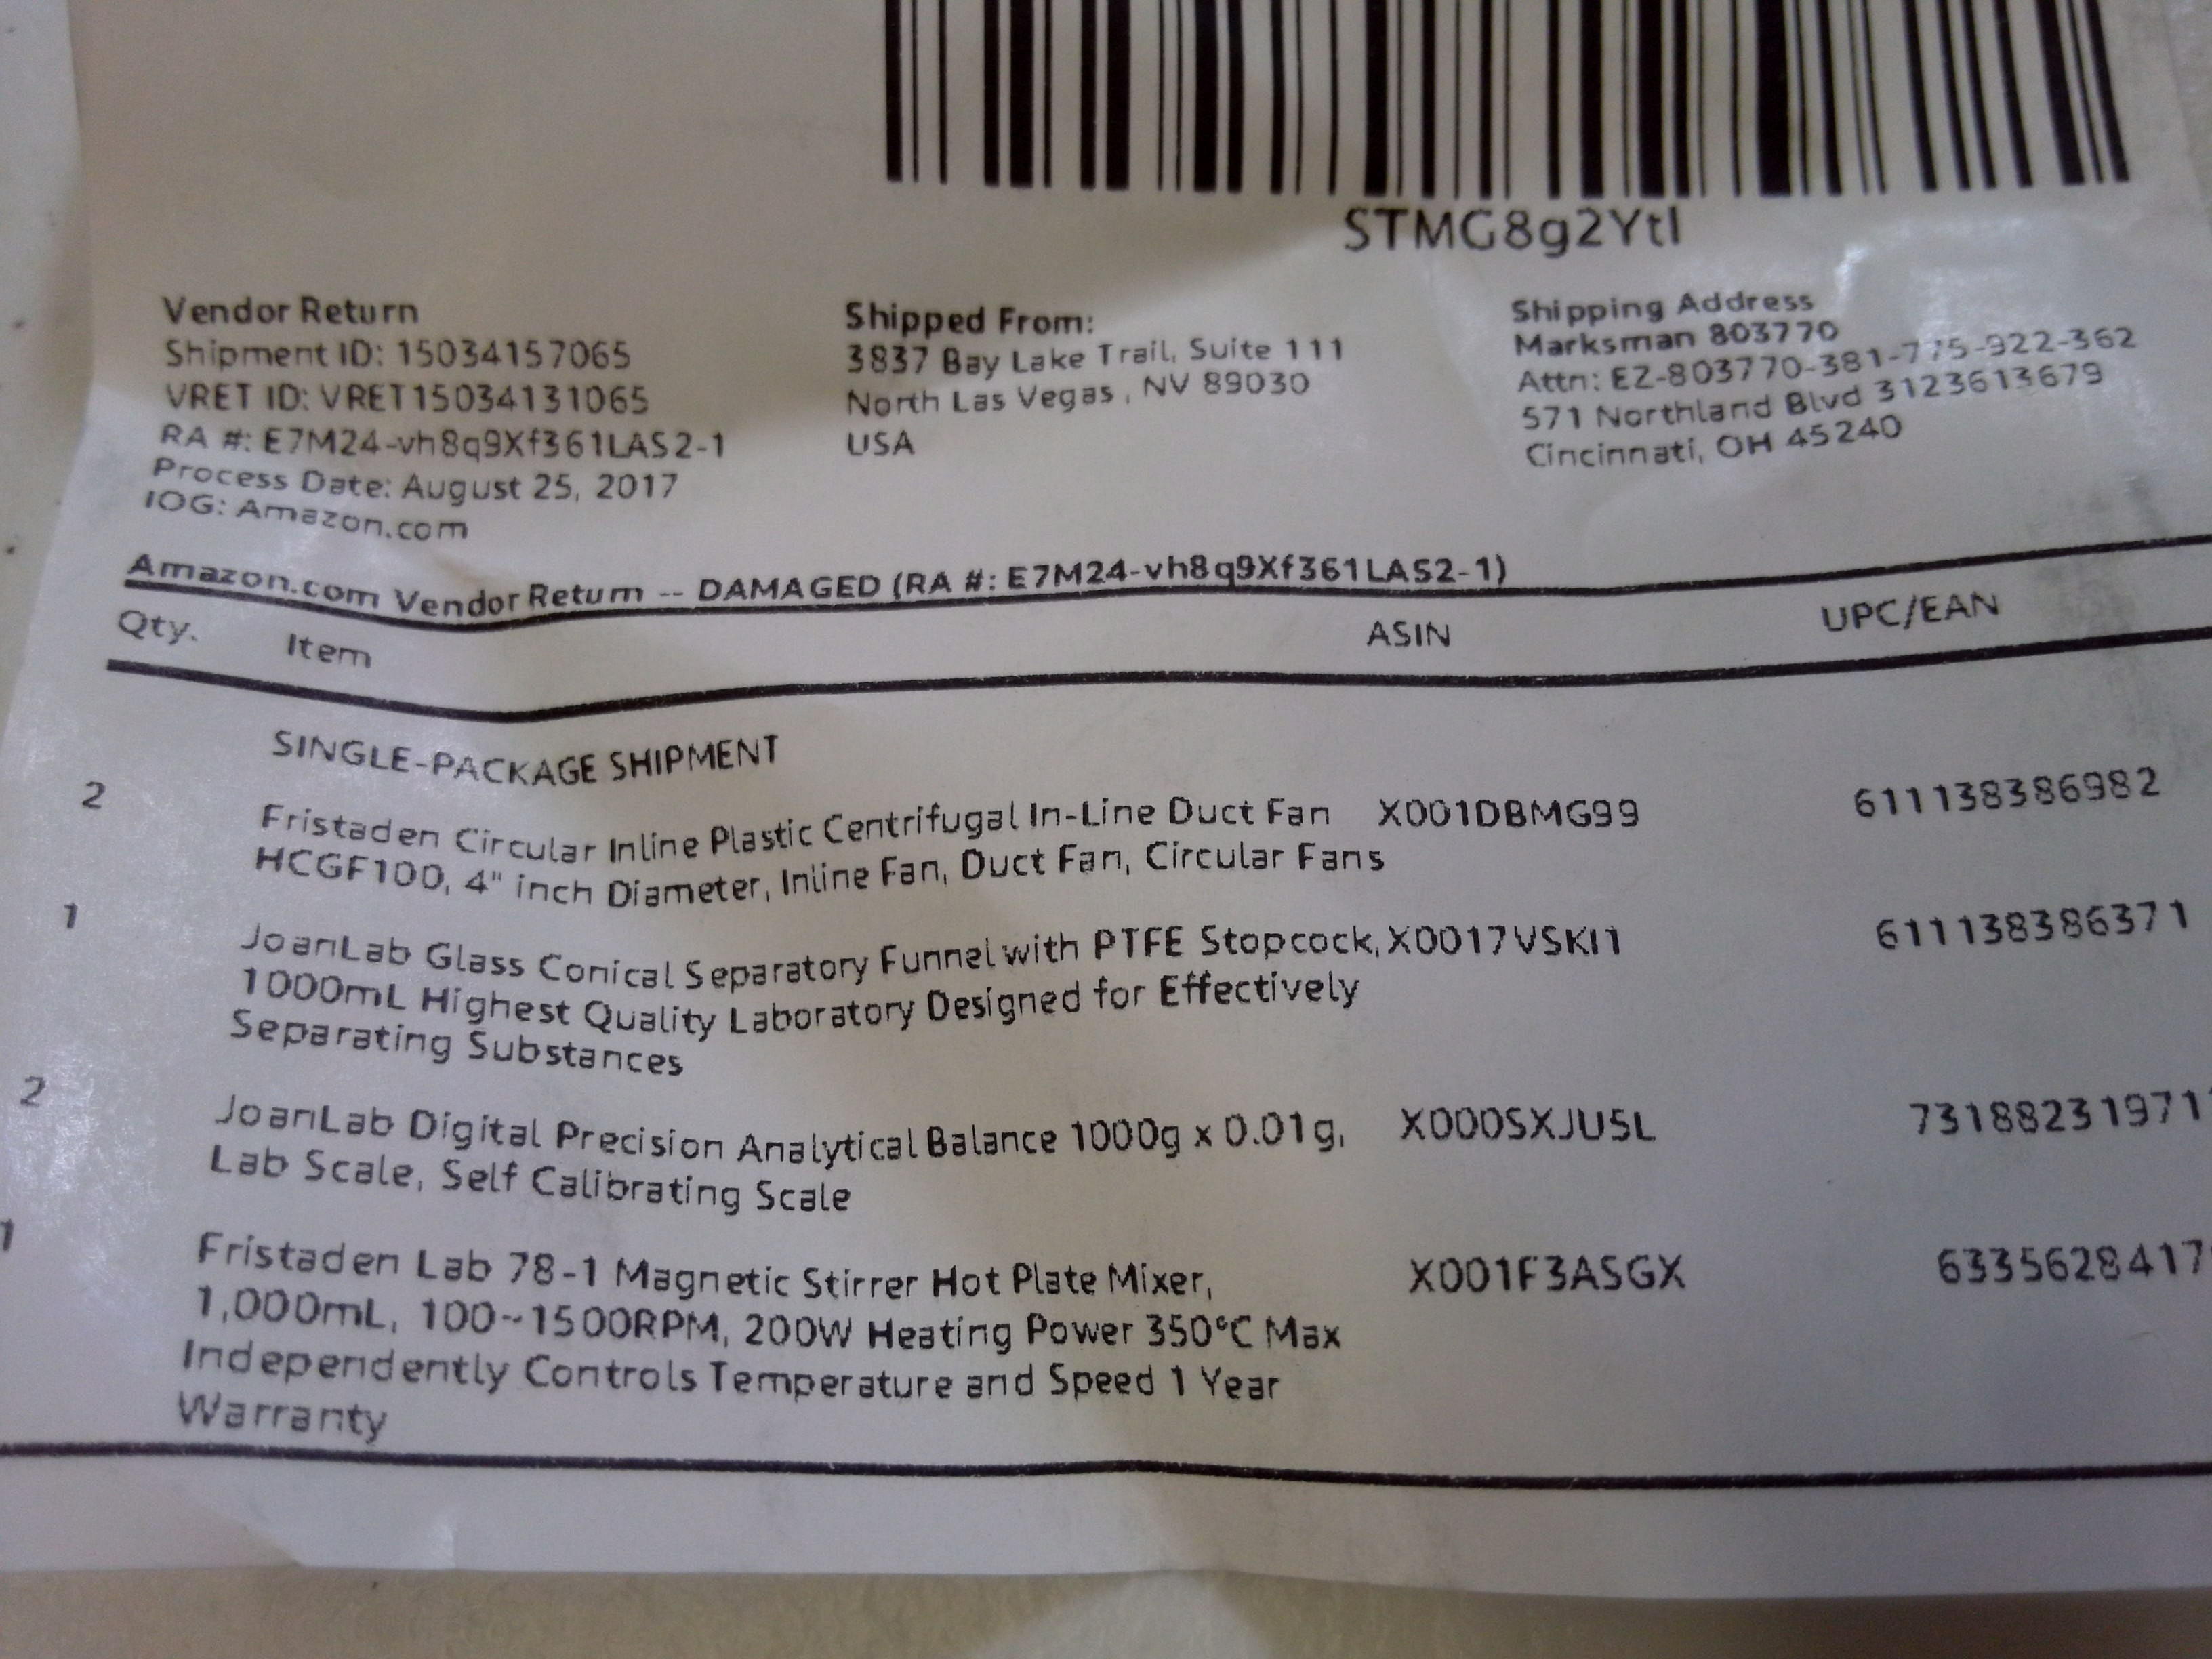 STMG8g2Ytl
Vendor Return
Shipment ID: 15034157065
VRET ID: VRET15034131065
RA #: E7M24-vh8q9Xf361LAS2-1
Process Date: August 25, 2017
IOG: Amazon.com
Shipped From:
3837 Bay Lake Trail, Suite 111
North Las Vegas , NV 89030
USA
Shipping Address
Marksman 803770
Attn: EZ-803770-381-775-922-362
571 Northland Blvd 3123613679
Cincinnati, OH 45240
Amazon.com Vendor Return -- DAMAGED (RA #: E7M24-vh8q9Xf361LAS2-1)
Qty. Item ASIN UPC/EAN
SINGLE-PACKAGE SHIPMENT
2 Fristaden Circular Inline Plastic Centrifugal In-Line Duct Fan X001DBMG99 611138386982
HCGF100, 4" inch Diameter, Inline Fan, Duct Fan, Circular Fans
1 JoanLab Glass Conical Separatory Funnel with PTFE Stopcock, X0017VSKI1 611138386371
1000mL Highest Quality Laboratory Designed for Effectively
Separating Substances
2 JoanLab Digital Precision Analytical Balance 1000g x 0.01g, X000SXJU5L
Lab Scale, Self Calibrating Scale
1 Fristaden Lab 78-1 Magnetic Stirrer Hot Plate Mixer, X001F3ASGX
1,000mL, 100~1500RPM, 200W Heating Power 350°C Max
Independently Controls Temperature and Speed 1 Year
Warranty